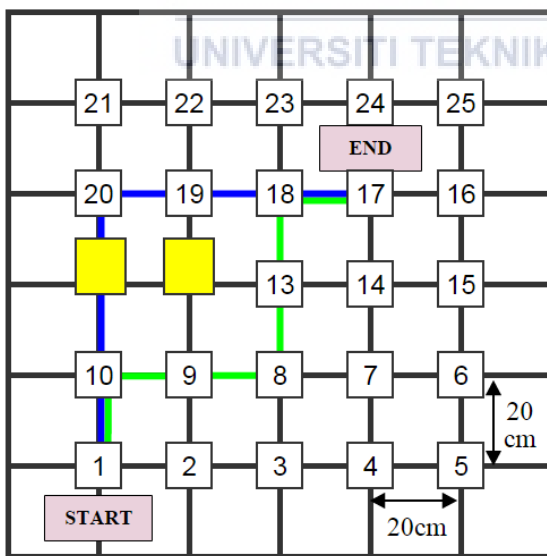 UNIVERSITI TEKNIK
21 22 23 24 25
END
20 19 18 17 16
13 14 15
10 9 8 7 6
20
cm
1 2 3 4 5
START
20cm